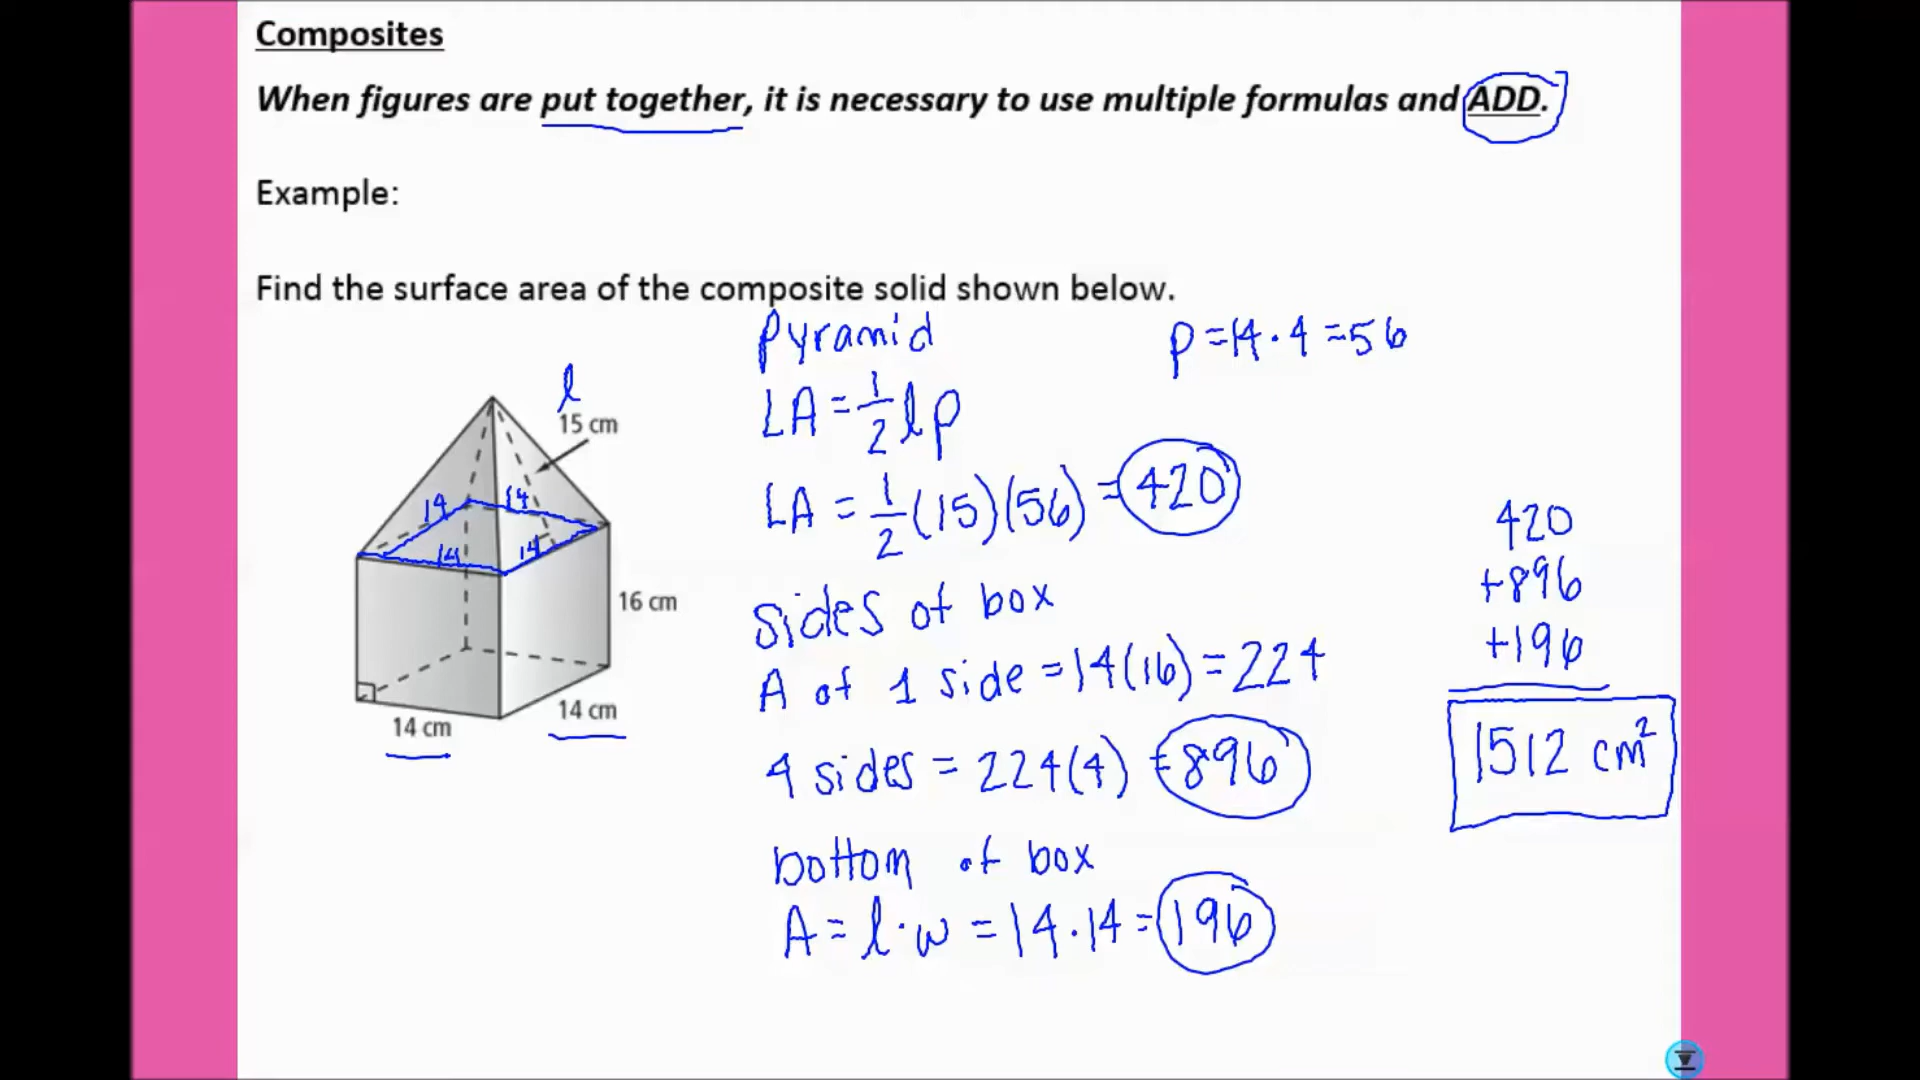 Composites
When figures are put together, it is necessary to use multiple formulas and ADD.
Example:
Find the surface area of the composite solid shown below.
Pyramid
p = 14 · 4 = 56
l
LA = 1/2 lp
15 cm
LA = 1/2 (15)(56) = 420
14 14
14 14
16 cm
14 cm
14 cm
sides of box
A of 1 side = 14(16) = 224
4 sides = 224(4) = 896
bottom of box
A = l · w = 14 · 14 = 196
420
+896
+196
1512 cm²